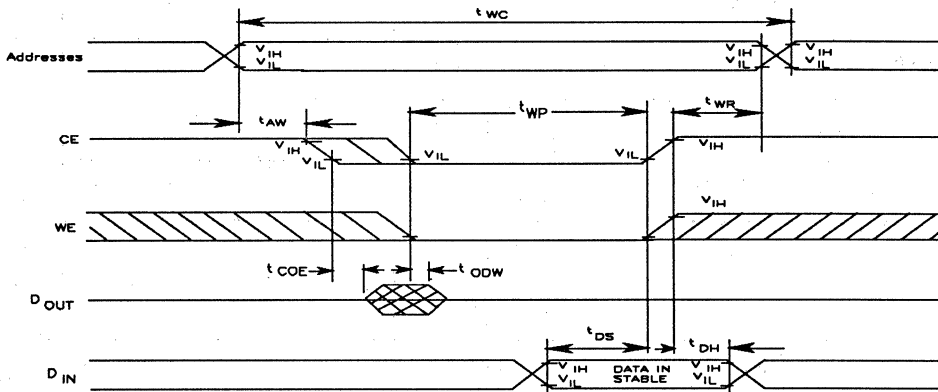 t WC
Addresses
V IH
V IL
V IH
V IL
V IH
V IL
t AW
t WP
t WR
CE
V IH
V IL
V IL
V IL
V IH
WE
V IH
t COE
t ODW
D OUT
t DS
t DH
D IN
V IH
V IL
DATA IN
STABLE
V IH
V IL